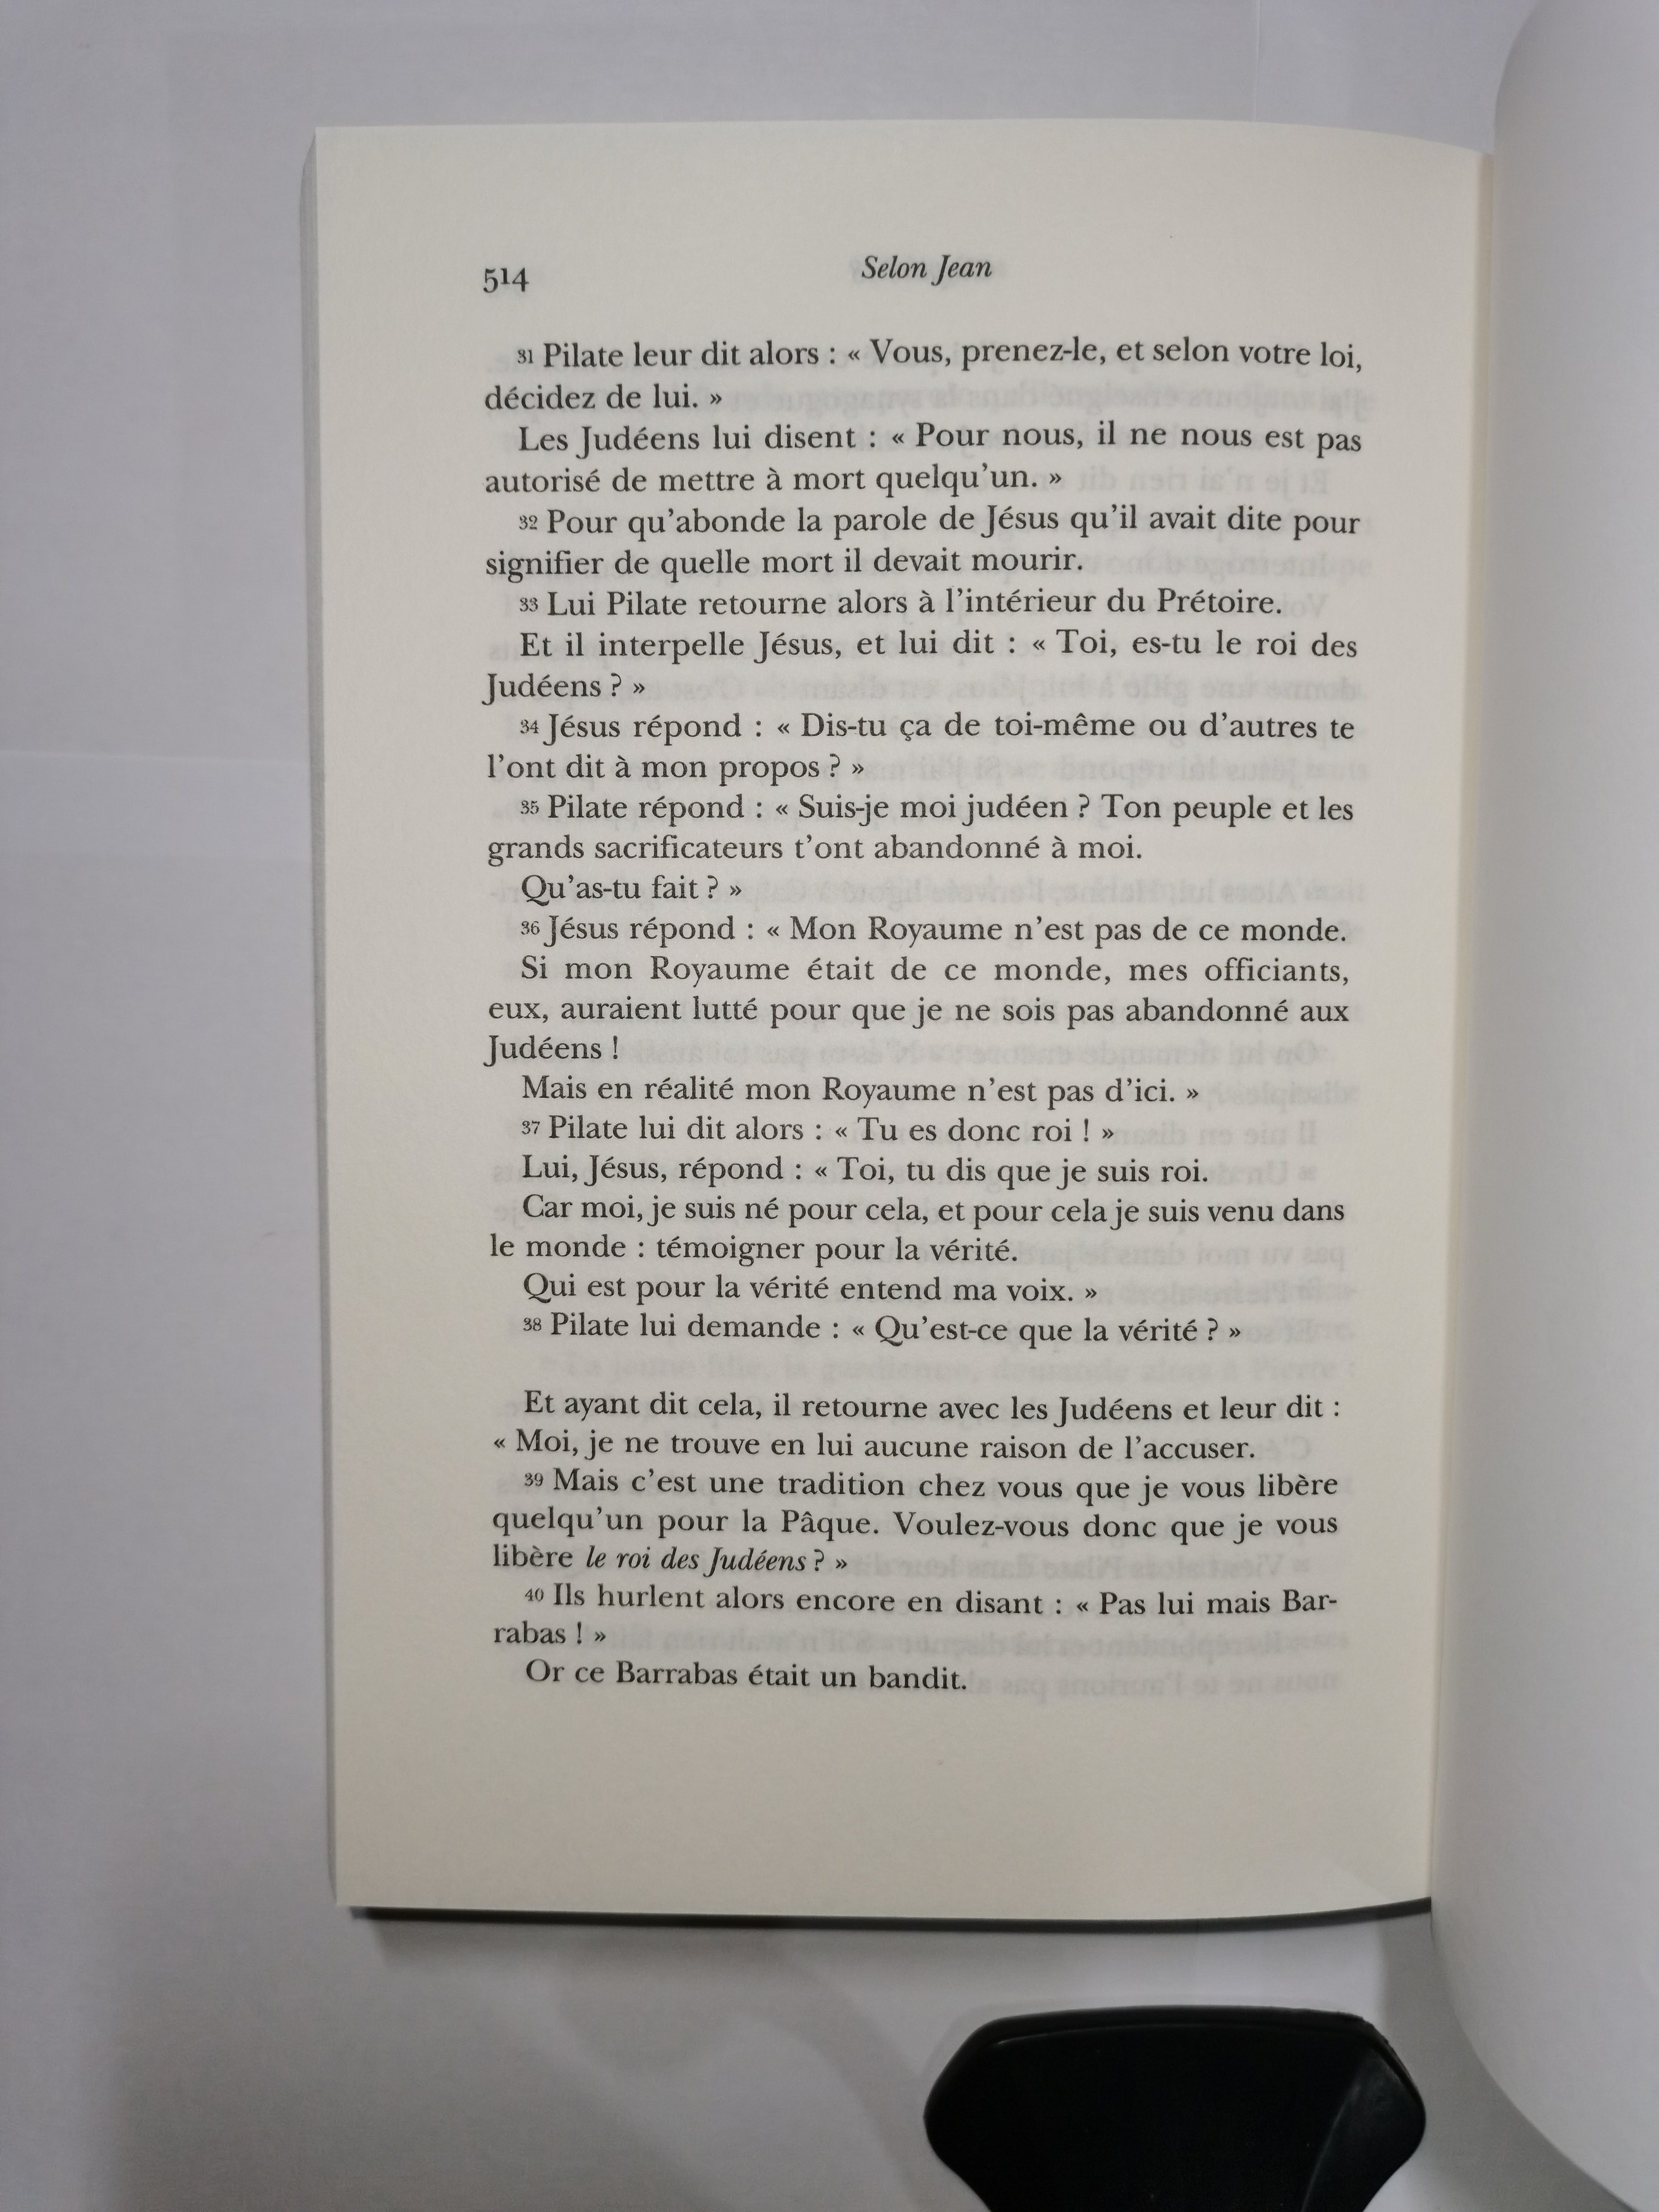 514
Selon Jean
31 Pilate leur dit alors : « Vous, prenez-le, et selon votre loi,
décidez de lui. »
Les Judéens lui disent : « Pour nous, il ne nous est pas
autorisé de mettre à mort quelqu'un. »
32 Pour qu'abonde la parole de Jésus qu'il avait dite pour
signifier de quelle mort il devait mourir.
33 Lui Pilate retourne alors à l'intérieur du Prétoire.
Et il interpelle Jésus, et lui dit : « Toi, es-tu le roi des
Judéens ? »
34 Jésus répond : « Dis-tu ça de toi-même ou d'autres te
l'ont dit à mon propos ? »
35 Pilate répond : « Suis-je moi judéen ? Ton peuple et les
grands sacrificateurs t'ont abandonné à moi.
Qu'as-tu fait ? »
36 Jésus répond : « Mon Royaume n'est pas de ce monde.
Si mon Royaume était de ce monde, mes officiants,
eux, auraient lutté pour que je ne sois pas abandonné aux
Judéens !
Mais en réalité mon Royaume n'est pas d'ici. »
37 Pilate lui dit alors : « Tu es donc roi ! »
Lui, Jésus, répond : « Toi, tu dis que je suis roi.
Car moi, je suis né pour cela, et pour cela je suis venu dans
le monde : témoigner pour la vérité.
Qui est pour la vérité entend ma voix. »
38 Pilate lui demande : « Qu'est-ce que la vérité ? »
Et ayant dit cela, il retourne avec les Judéens et leur dit :
« Moi, je ne trouve en lui aucune raison de l'accuser.
39 Mais c'est une tradition chez vous que je vous libère
quelqu'un pour la Pâque. Voulez-vous donc que je vous
libère le roi des Judéens ? »
40 Ils hurlent alors encore en disant : « Pas lui mais Bar-
rabas ! »
Or ce Barrabas était un bandit.